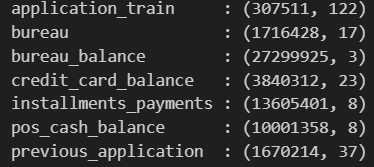 application_train     : (307511, 122)
bureau                : (1716428, 17)
bureau_balance        : (27299925, 3)
credit_card_balance   : (3840312, 23)
installments_payments : (13605401, 8)
pos_cash_balance      : (10001358, 8)
previous_application  : (1670214, 37)